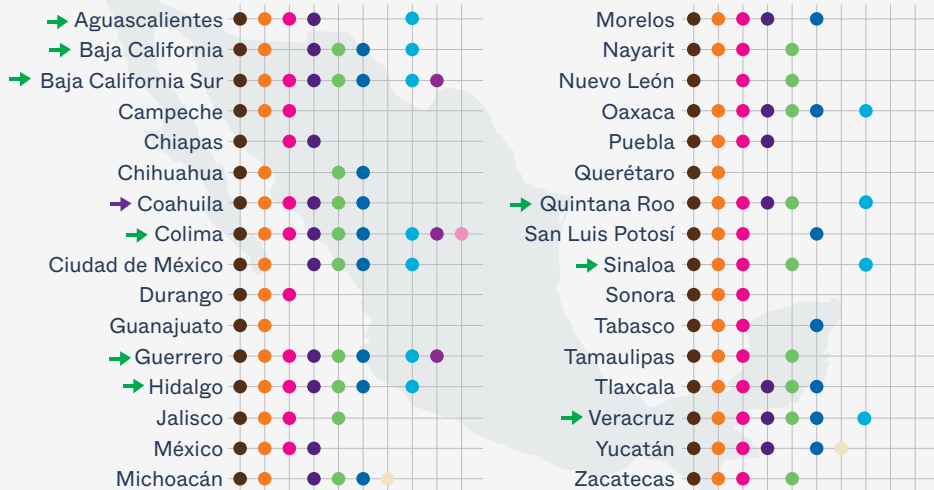 Aguascalientes
Baja California
Baja California Sur
Campeche
Chiapas
Chihuahua
Coahuila
Colima
Ciudad de México
Durango
Guanajuato
Guerrero
Hidalgo
Jalisco
México
Michoacán
Morelos
Nayarit
Nuevo León
Oaxaca
Puebla
Querétaro
Quintana Roo
San Luis Potosí
Sinaloa
Sonora
Tabasco
Tamaulipas
Tlaxcala
Veracruz
Yucatán
Zacatecas